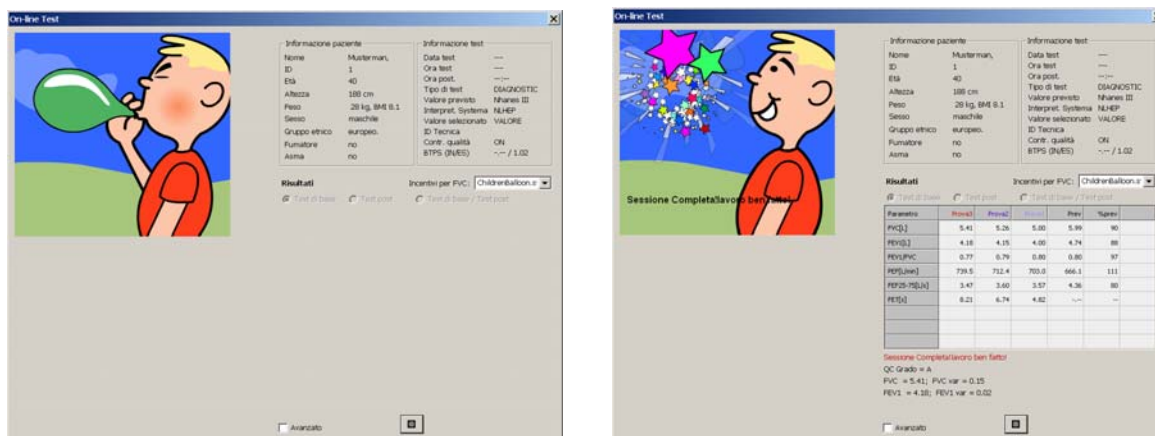 On-line Test
Informazione paziente
Nome Musterman,
ID 1
Età 40
Altezza 188 cm
Peso 28 kg, BMI 8.1
Sesso maschile
Gruppo etnico europeo.
Fumatore no
Asma no
Informazione test
Data test ---
Ora test ---
Ora post. --:--
Tipo di test DIAGNOSTIC
Valore previsto Nhanes III
Interpret. Sistema NLHEP
Valore selezionato VALORE
ID Tecnica
Contr. qualità ON
BTPS (IN/ES) -.-- / 1.02
Risultati
Incentivi per FVC: ChildrenBalloon.s
Test di base Test post Test di base / Test post
Avanzato
On-line Test
Sessione Completa!lavoro ben fatto!
Informazione paziente
Nome Musterman,
ID 1
Età 40
Altezza 188 cm
Peso 28 kg, BMI 8.1
Sesso maschile
Gruppo etnico europeo.
Fumatore no
Asma no
Informazione test
Data test ---
Ora test ---
Ora post. --:--
Tipo di test DIAGNOSTIC
Valore previsto Nhanes III
Interpret. Systema NLHEP
Valore selezionato VALORE
ID Tecnica
Contr. qualità ON
BTPS (IN/ES) -.-- / 1.02
Risultati
Incentivi per FVC: ChildrenBalloon.s
Test di base Test post Test di base / Test post
Parametro Prova3 Prova2 Prova1 Prev %prev
FVC[L] 5.41 5.26 5.00 5.99 90
FEV1[L] 4.18 4.15 4.00 4.74 88
FEV1/FVC 0.77 0.79 0.80 0.80 97
PEF[L/min] 739.5 712.4 703.0 666.1 111
FEF25-75[L/s] 3.47 3.60 3.57 4.36 80
FET[s] 8.21 6.74 4.82 -.-- --
Sessione Completa!lavoro ben fatto!
QC Grado = A
FVC = 5.41; FVC var = 0.15
FEV1 = 4.18; FEV1 var = 0.02
Avanzato